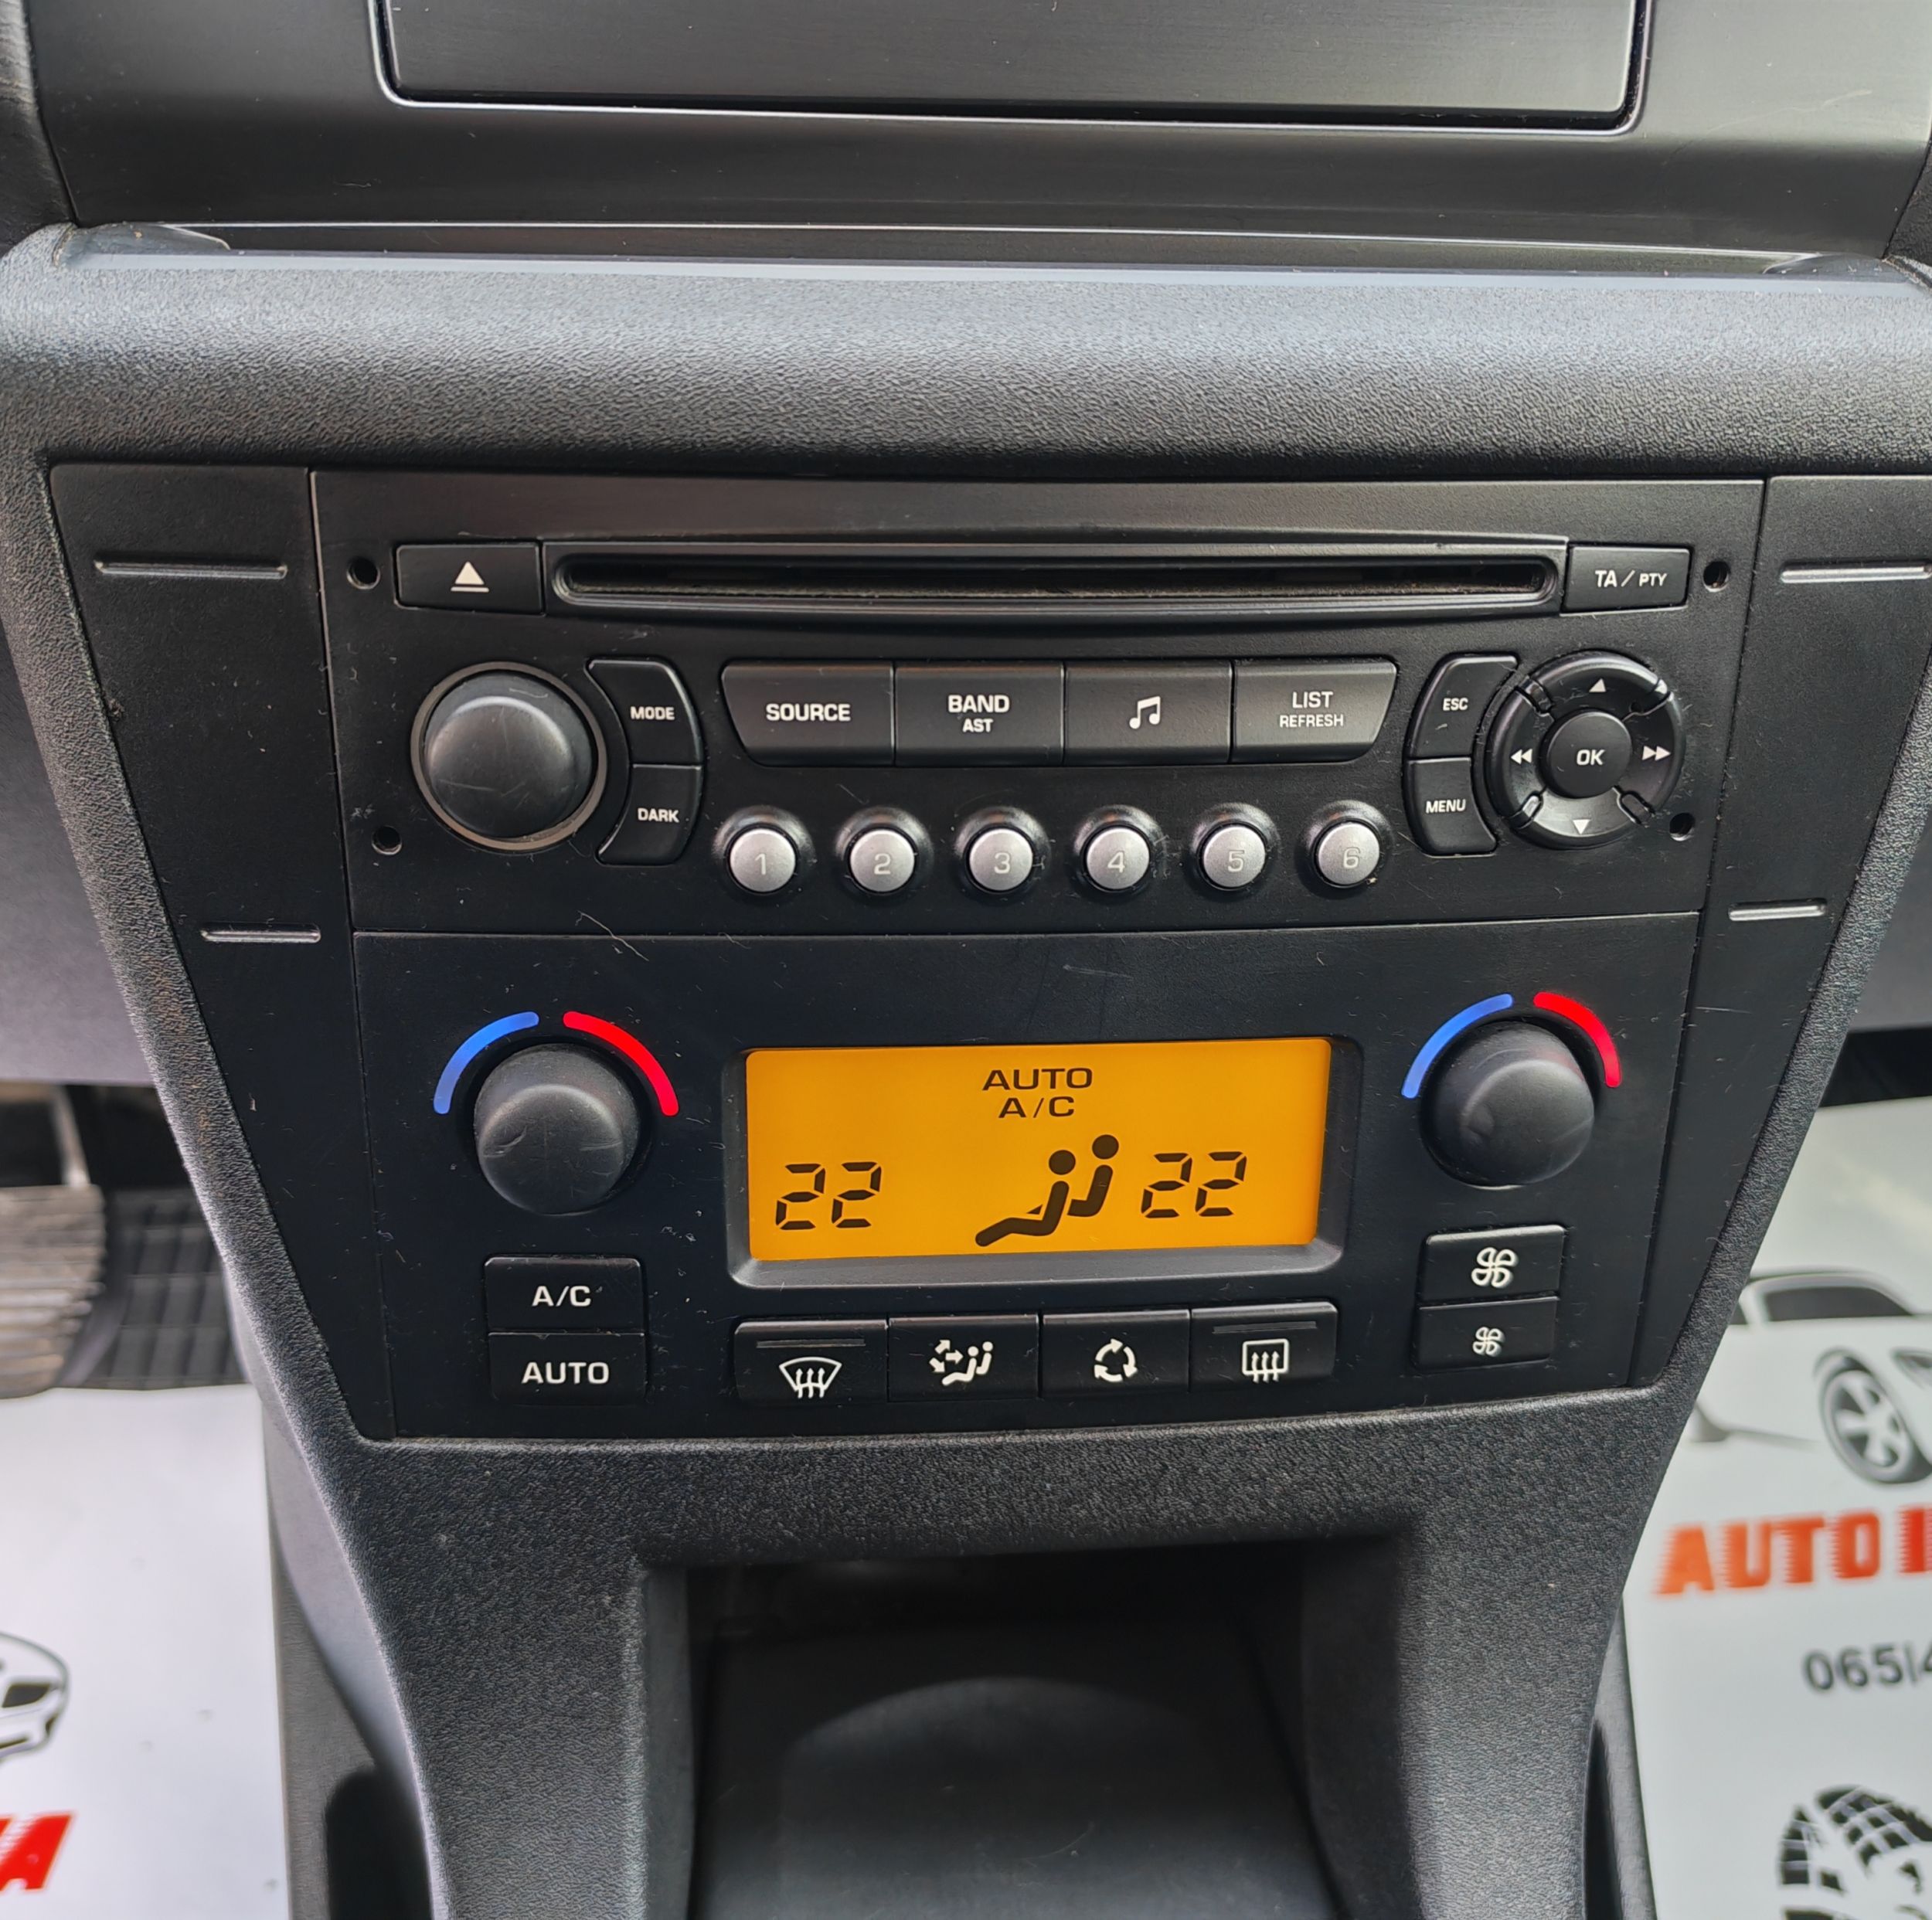 TA / PTY
MODE
SOURCE
BAND
AST
LIST
REFRESH
ESC
OK
DARK
MENU
1 2 3 4 5 6
AUTO
A/C
22 22
A/C
AUTO
AUTO
065/4
A